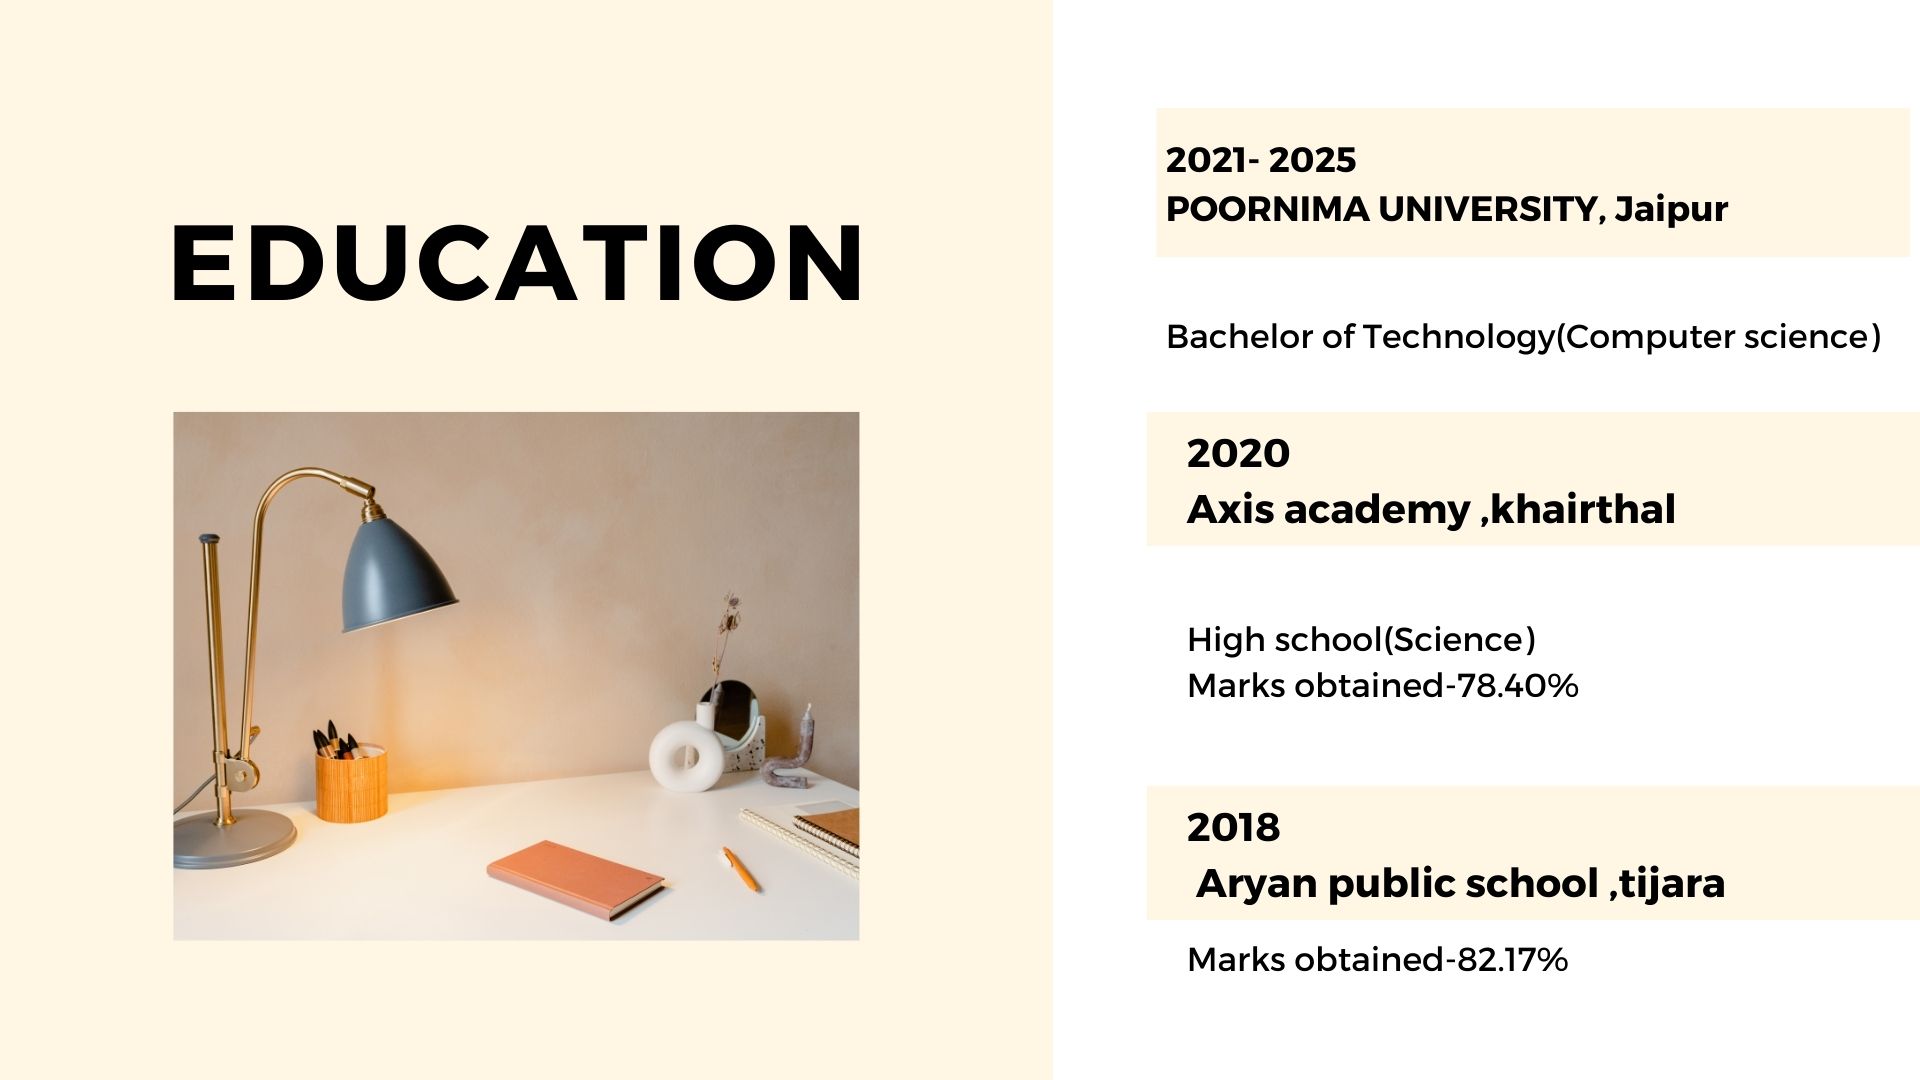 EDUCATION
2021- 2025
POORNIMA UNIVERSITY, Jaipur
Bachelor of Technology(Computer science)
2020
Axis academy ,khairthal
High school(Science)
Marks obtained-78.40%
2018
Aryan public school ,tijara
Marks obtained-82.17%